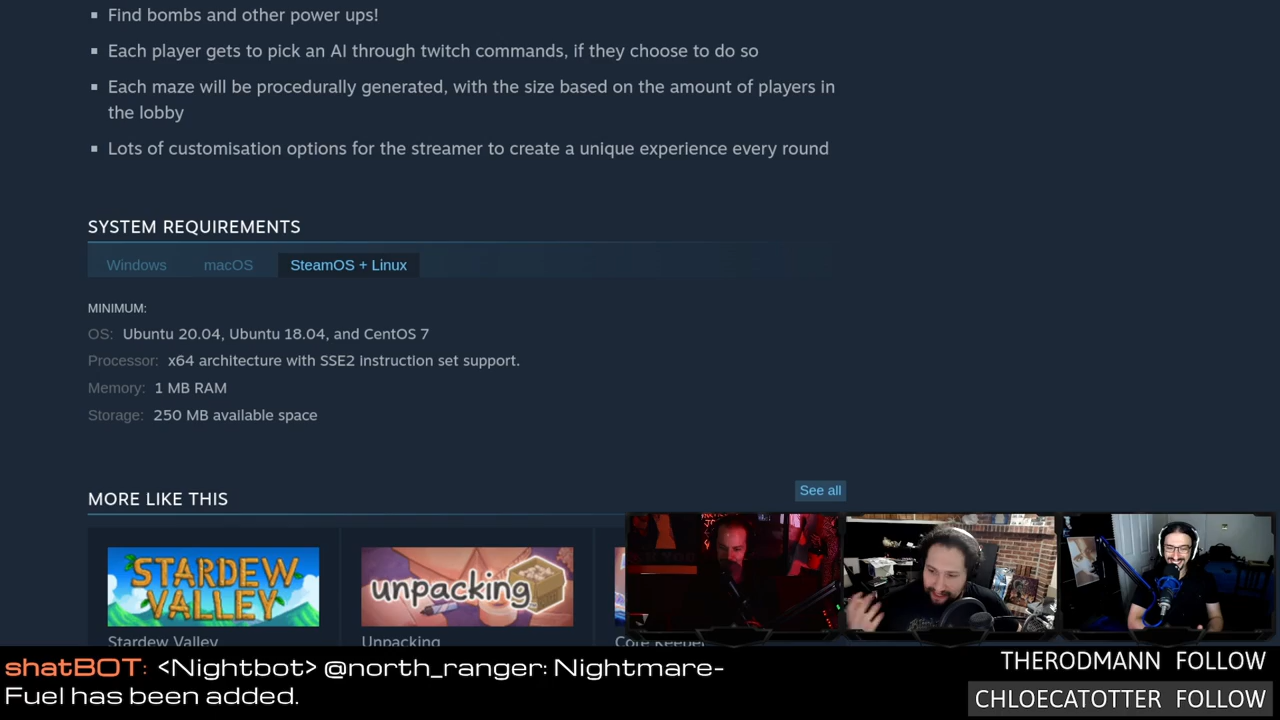 Find bombs and other power ups!
Each player gets to pick an AI through twitch commands, if they choose to do so
Each maze will be procedurally generated, with the size based on the amount of players in
the lobby
Lots of customisation options for the streamer to create a unique experience every round
SYSTEM REQUIREMENTS
Windows macOS SteamOS + Linux
MINIMUM:
OS: Ubuntu 20.04, Ubuntu 18.04, and CentOS 7
Processor: x64 architecture with SSE2 instruction set support.
Memory: 1 MB RAM
Storage: 250 MB available space
MORE LIKE THIS
See all
STARDEW
VALLEY
unpacking
Stardew Valley
Unpacking
Core Keeper
shatBOT: <Nightbot> @north_ranger: Nightmare-
Fuel has been added.
THERODMANN FOLLOW
CHLOECATOTTER FOLLOW